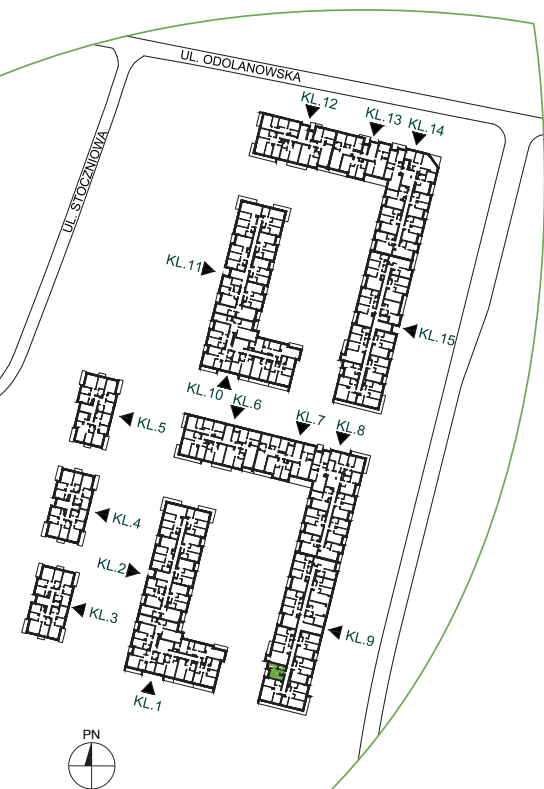 UL. ODOLANOWSKA
KL.12
KL.13
KL.14
UL. STOCZNIOWA
KL.11
KL.15
KL.10
KL.6
KL.7
KL.8
KL.5
KL.4
KL.2
KL.3
KL.9
KL.1
PN